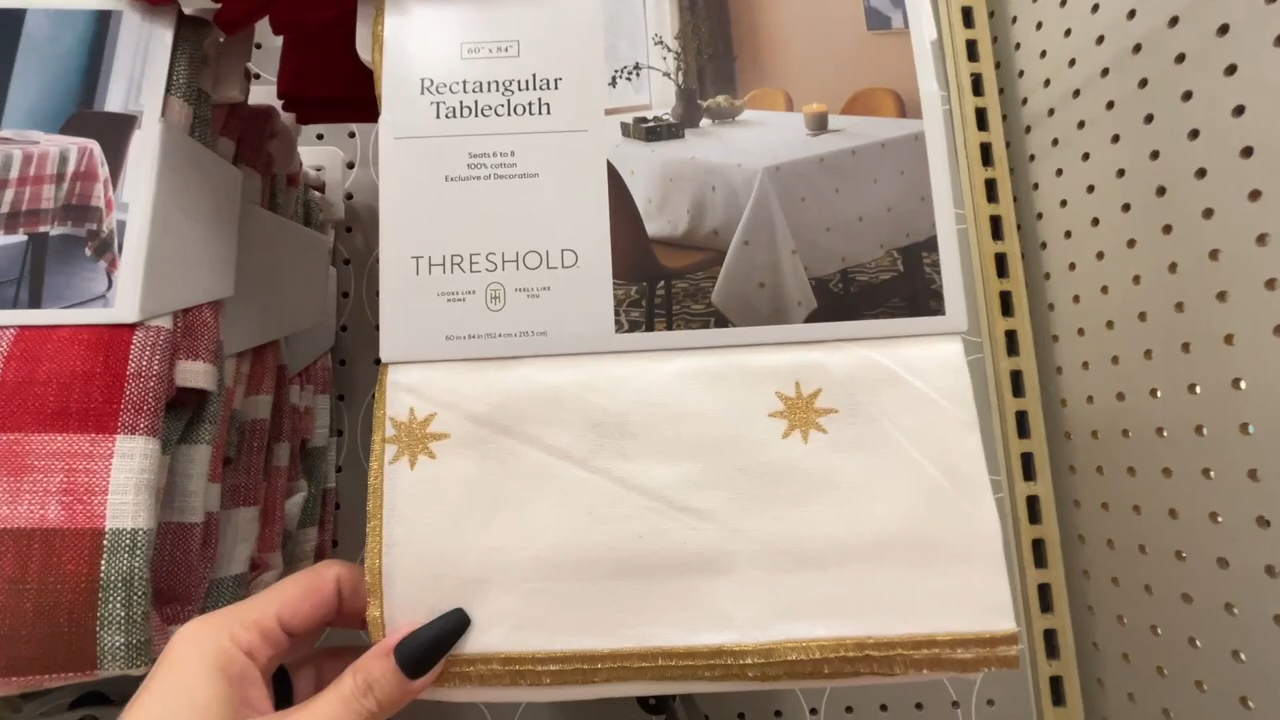 60" x 84"
Rectangular
Tablecloth
Seats 6 to 8
100% cotton
Exclusive of Decoration
THRESHOLD.
LOOKS LIKE
HOME
FEELS LIKE
YOU
60 in x 84 in (152.4 cm x 213.3 cm)